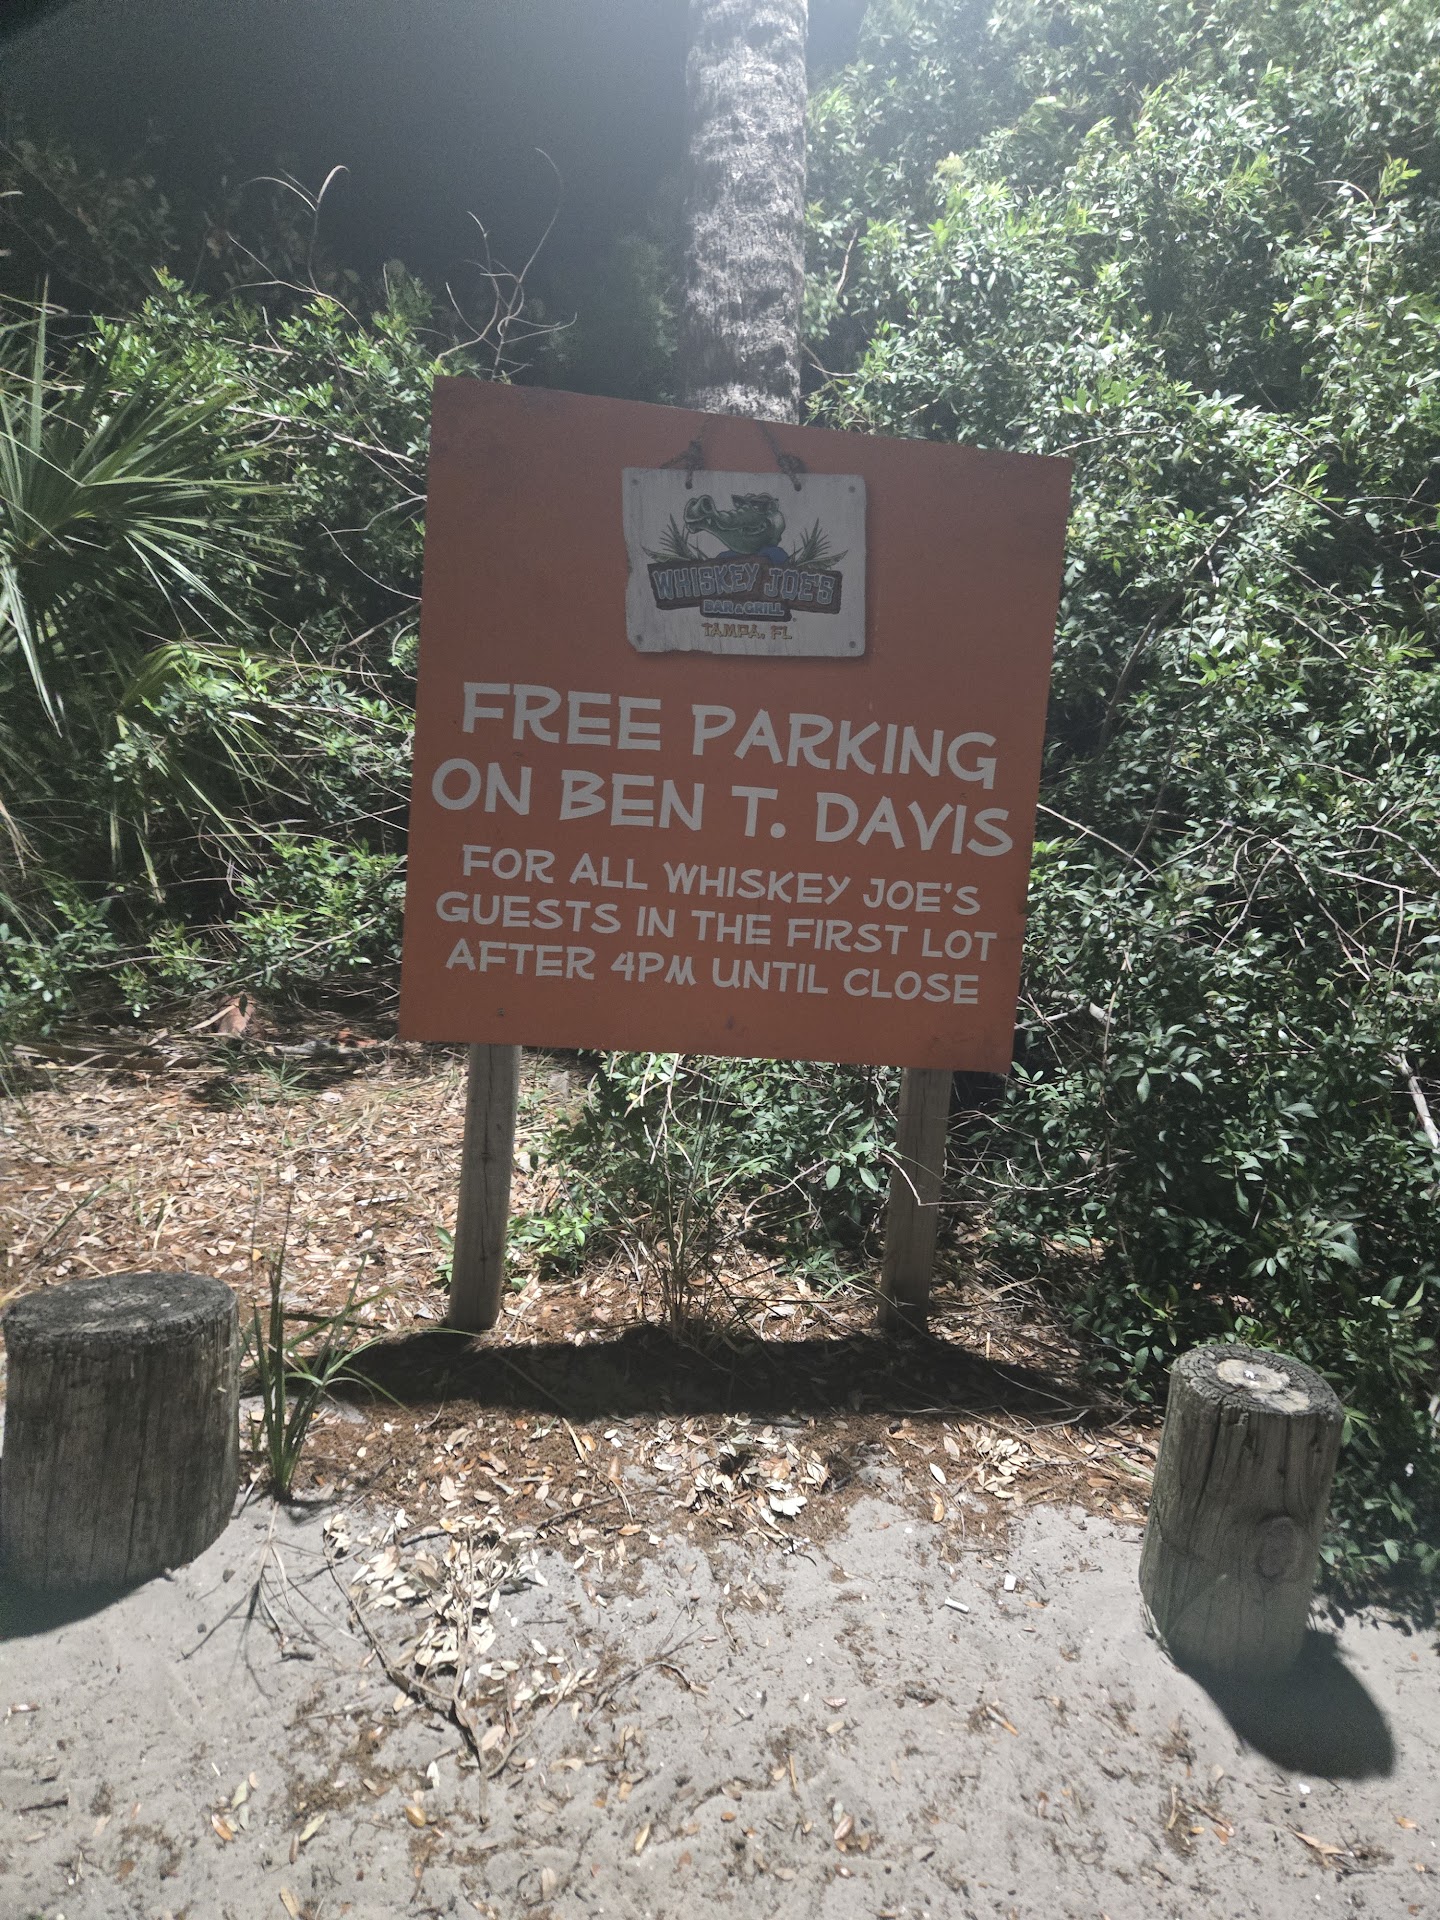 WHISKEY JOE'S
BAR & GRILL
TAMPA, FL
FREE PARKING
ON BEN T. DAVIS
FOR ALL WHISKEY JOE'S
GUESTS IN THE FIRST LOT
AFTER 4PM UNTIL CLOSE